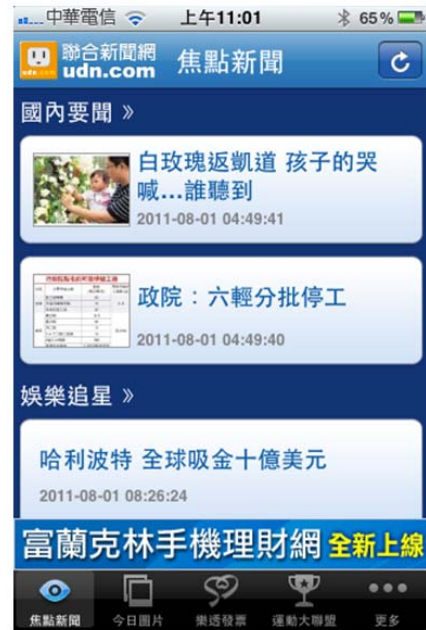 中華電信
上午11:01
65%
聯合新聞網
udn.com
焦點新聞
國內要聞 》
白玫瑰返凱道 孩子的哭
喊...誰聽到
2011-08-01 04:49:41
政院：六輕分批停工
2011-08-01 04:49:40
娛樂追星 》
哈利波特 全球吸金十億美元
2011-08-01 08:26:24
富蘭克林手機理財網 全新上線
焦點新聞 今日圖片 樂透發票 運動大聯盟 更多